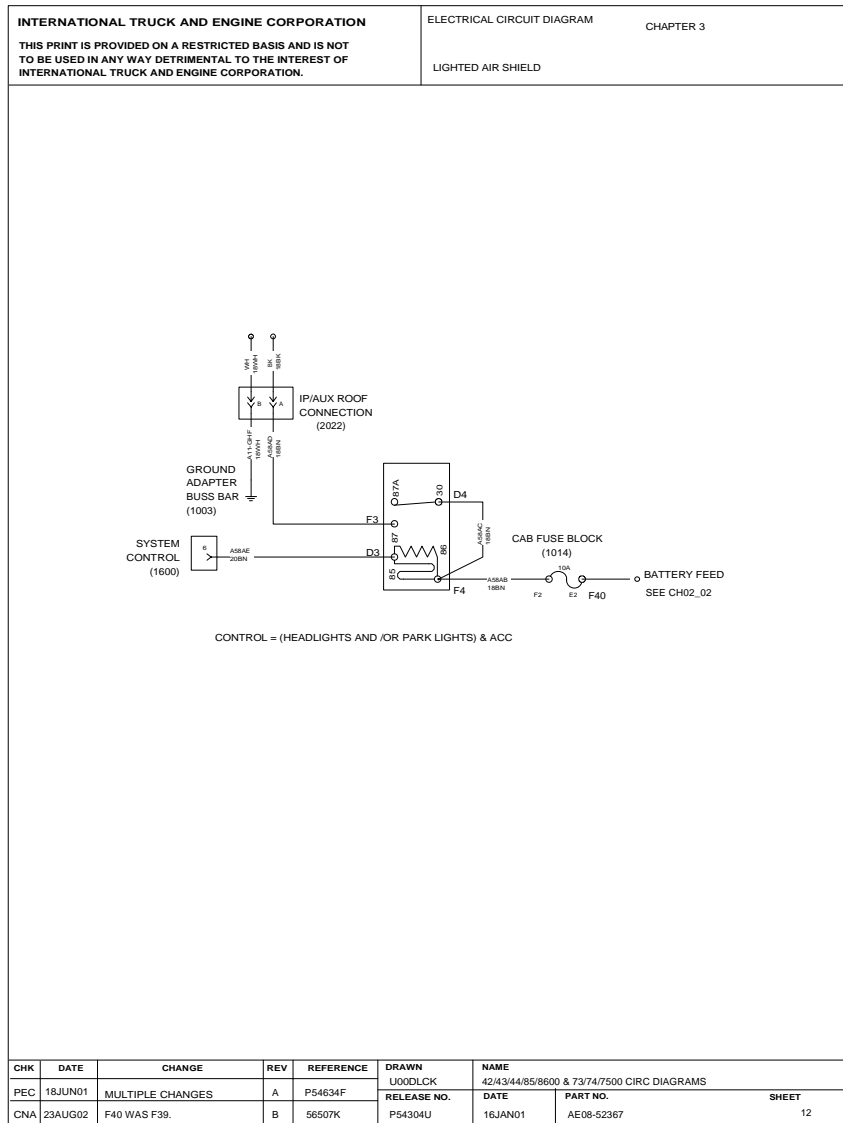 INTERNATIONAL TRUCK AND ENGINE CORPORATION
THIS PRINT IS PROVIDED ON A RESTRICTED BASIS AND IS NOT
TO BE USED IN ANY WAY DETRIMENTAL TO THE INTEREST OF
INTERNATIONAL TRUCK AND ENGINE CORPORATION.
ELECTRICAL CIRCUIT DIAGRAM
CHAPTER 3
LIGHTED AIR SHIELD
WH
18WH
BK
18BK
B
A
IP/AUX ROOF
CONNECTION
(2022)
A11-GHF
18WH
A58AD
18BN
GROUND
ADAPTER
BUSS BAR
(1003)
87A
30
D4
F3
87
86
A58AC
18BN
CAB FUSE BLOCK
(1014)
SYSTEM
CONTROL
(1600)
6
A58AE
20BN
D3
85
F4
A58AB
18BN
10A
F2
E2
F40
BATTERY FEED
SEE CH02_02
CONTROL = (HEADLIGHTS AND /OR PARK LIGHTS) & ACC
CHK DATE CHANGE REV REFERENCE
PEC 18JUN01 MULTIPLE CHANGES A P54634F
CNA 23AUG02 F40 WAS F39. B 56507K
DRAWN
U00DLCK
NAME
42/43/44/85/8600 & 73/74/7500 CIRC DIAGRAMS
RELEASE NO. DATE PART NO. SHEET
P54304U 16JAN01 AE08-52367 12